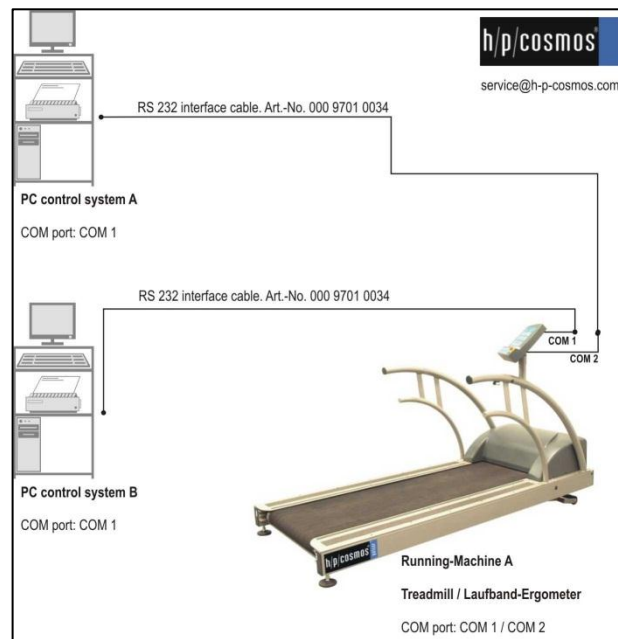 h/p/cosmos®
service@h-p-cosmos.com
RS 232 interface cable. Art.-No. 000 9701 0034
PC control system A
COM port: COM 1
RS 232 interface cable. Art.-No. 000 9701 0034
COM 1
COM 2
PC control system B
COM port: COM 1
h/p/cosmos
Running-Machine A
Treadmill / Laufband-Ergometer
COM port: COM 1 / COM 2